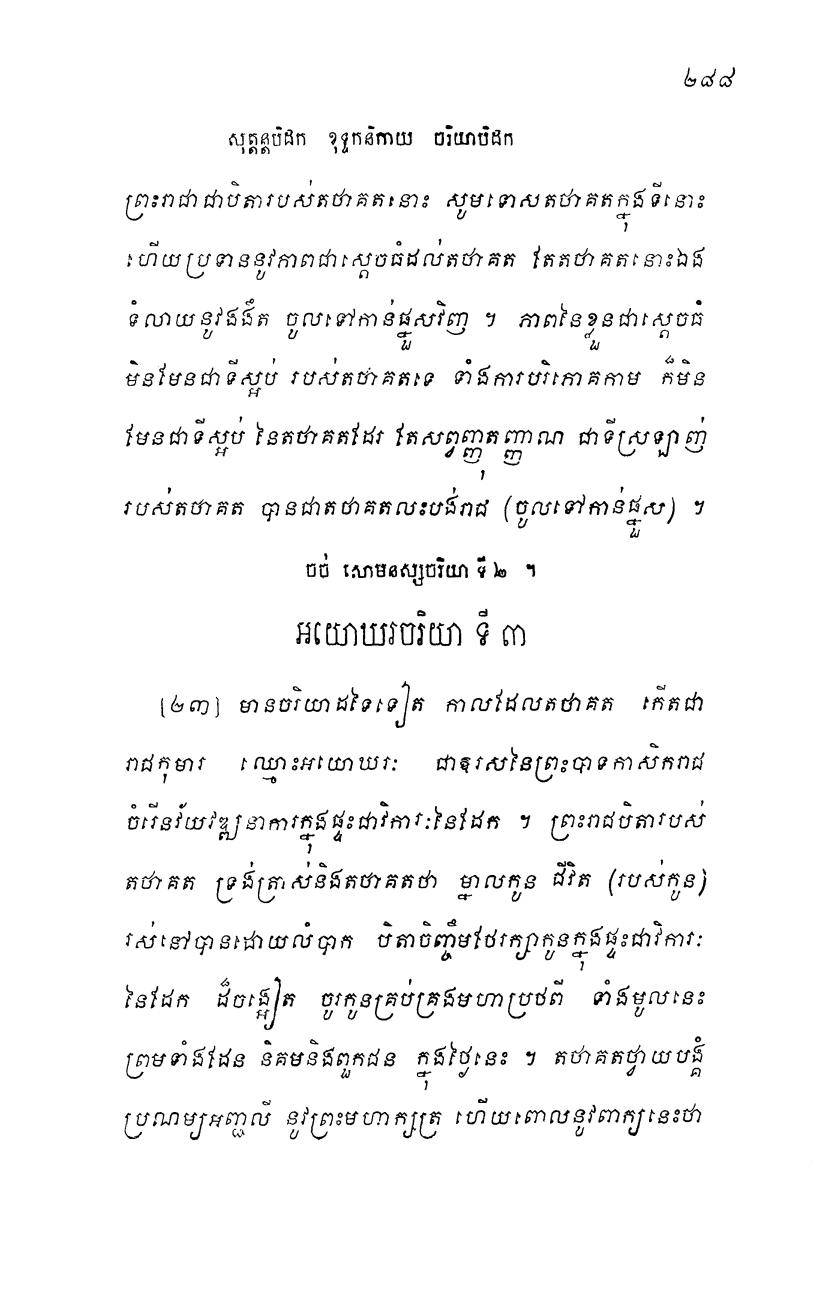 ២៨៨
សុត្តន្តបិដក ខុទ្ទកនិកាយ ចរិយាបិដក
ព្រះរាជាជាបិតារបស់តថាគតនោះ សូមទោសតថាគតក្នុងទីនោះ
ហើយប្រទាននូវភាពជាស្តេចធំដល់តថាគត តែតថាគតនោះឯង
ទំលាយនូវងងឹត ចូលទៅកាន់ផ្នួសវិញ ។ ភាពនៃខ្លួនជាស្តេចធំ
មិនមែនជាទីស្អប់ របស់តថាគតទេ ទាំងការបរិភោគកាម ក៏មិន
មែនជាទីស្អប់ នៃតថាគតដែរ តែសព្វញ្ញុតញ្ញាណ ជាទីស្រឡាញ់
របស់តថាគត បានជាតថាគតលះបង់រាជ (ចូលទៅកាន់ផ្នួស) ។
ចប់ សោមនស្សចរិយា ទី ២ ។
អយោឃរចរិយា ទី ៣
[២៣] មានចរិយាដទៃទៀត កាលដែលតថាគត កើតជា
រាជកុមារ ឈ្មោះអយោឃរៈ ជាឱរសនៃព្រះបាទកាសិករាជ
ចំរើនវ័យវឌ្ឍនាការក្នុងផ្ទះជាវិការៈនៃដែក ។ ព្រះរាជបិតារបស់
តថាគត ទ្រង់ត្រាស់នឹងតថាគតថា ម្នាលកូន ជីវិត (របស់កូន)
រស់នៅបានដោយលំបាក បិតាចិញ្ចឹមថែរក្សាកូនក្នុងផ្ទះជាវិការៈ
នៃដែក ដ៏ចង្អៀត ចូរកូនគ្រប់គ្រងមហាប្រថពី ទាំងមូលនេះ
ព្រមទាំងដែន និគមនិងពួកជន ក្នុងថ្ងៃនេះ ។ តថាគតថ្វាយបង្គំ
ប្រណម្យអញ្ជលី នូវព្រះមហាក្សត្រ ហើយពោលនូវពាក្យនេះថា